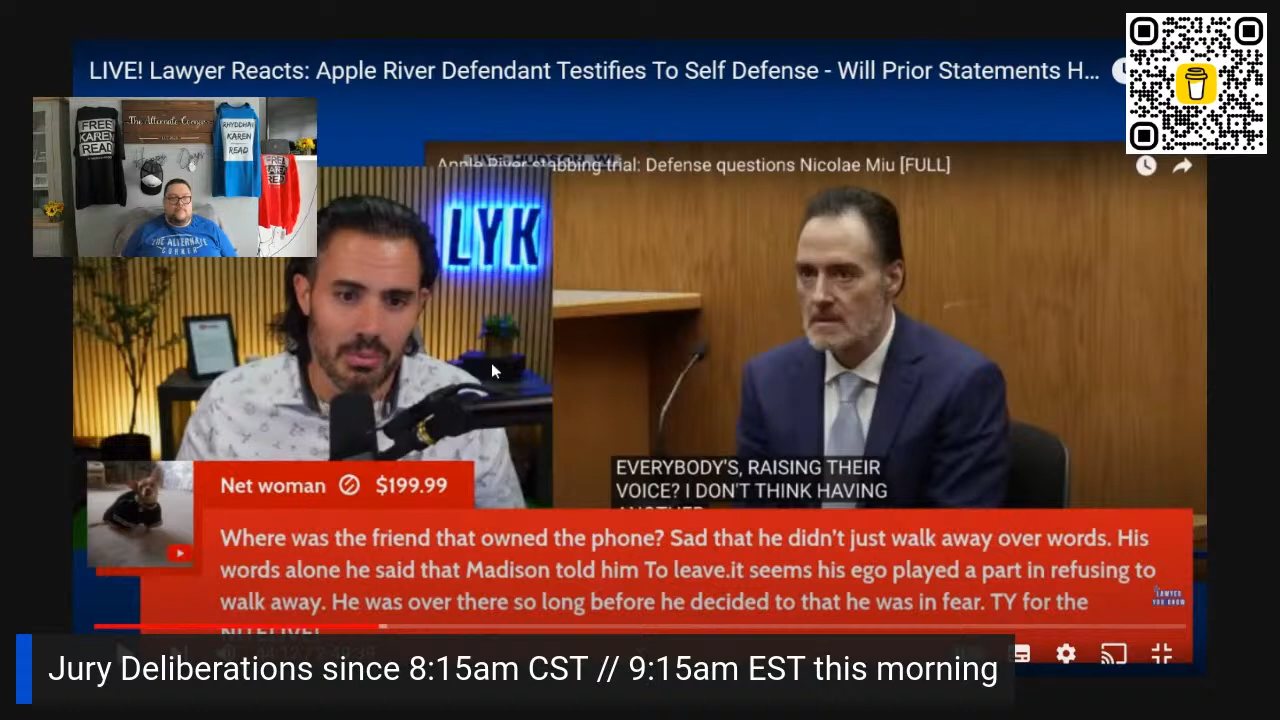 LIVE! Lawyer Reacts: Apple River Defendant Testifies To Self Defense - Will Prior Statements H...
FREE
KAREN
READ
The Alternate Corner
KAREN
READ
FREE
THE ALTERNATE
CORNER
LYK
Apple River stabbing trial: Defense questions Nicolae Miu [FULL]
EVERYBODY'S, RAISING THEIR
VOICE? I DON'T THINK HAVING
ANOTHER
Net woman $199.99
Where was the friend that owned the phone? Sad that he didn't just walk away over words. His
words alone he said that Madison told him To leave.it seems his ego played a part in refusing to
walk away. He was over there so long before he decided to that he was in fear. TY for the
LAWYER
YOU KNOW
Jury Deliberations since 8:15am CST // 9:15am EST this morning